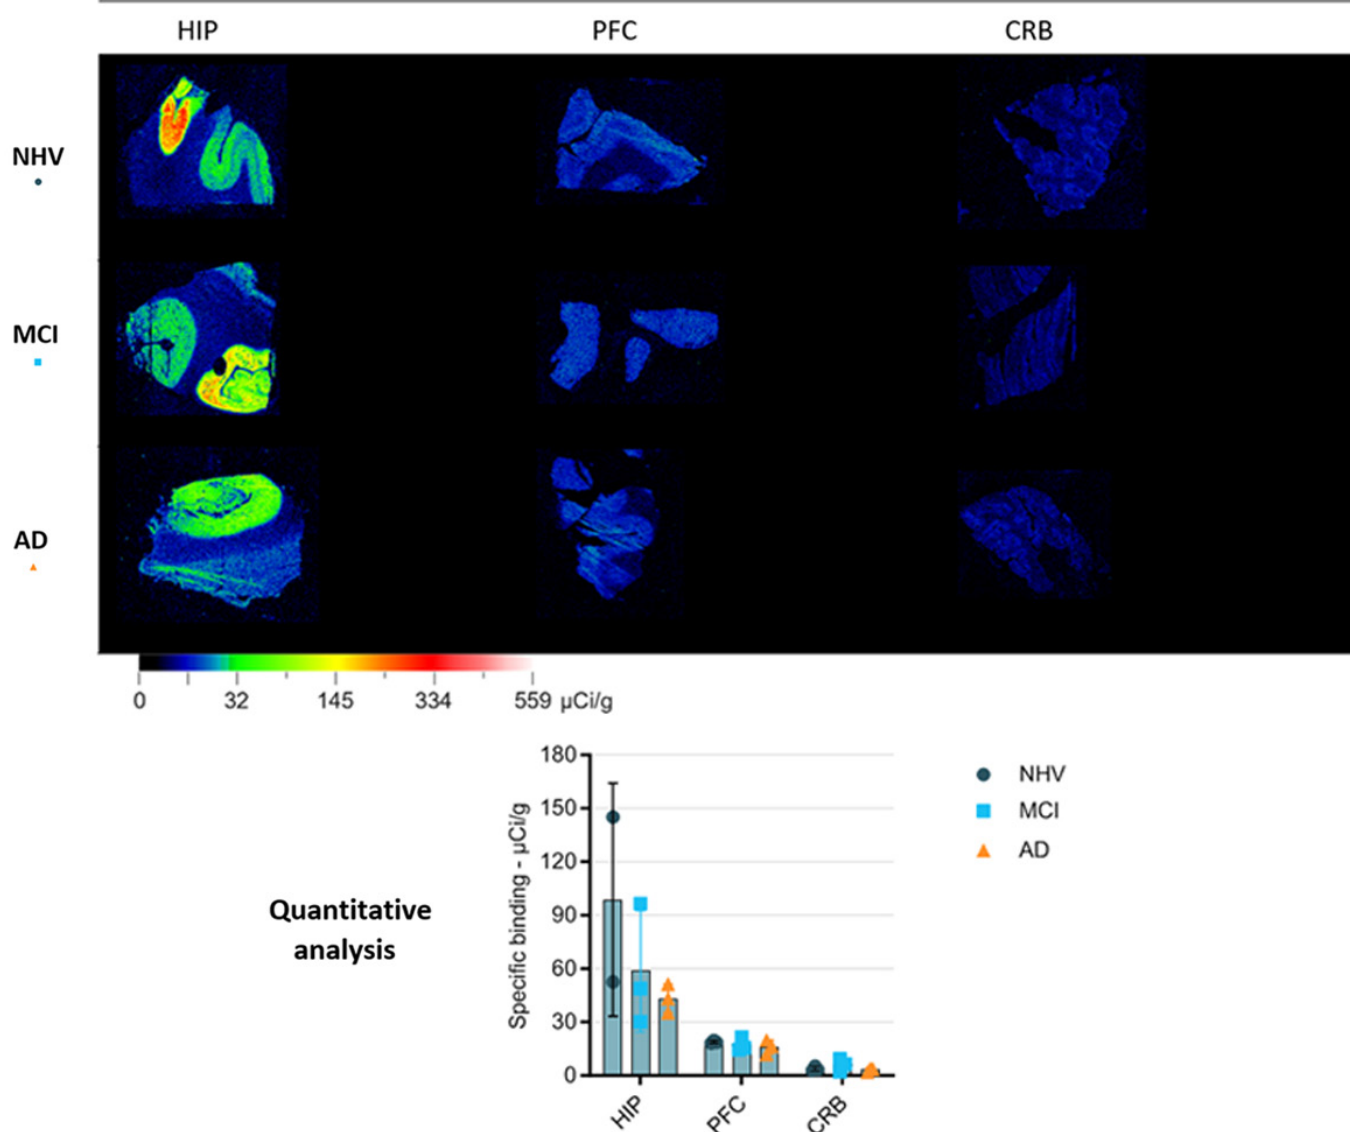 HIP PFC CRB
NHV
MCI
AD
0 32 145 334 559 μCi/g
Quantitative
analysis
Specific binding - μCi/g
180
150
120
90
60
30
0
HIP PFC CRB
NHV
MCI
AD